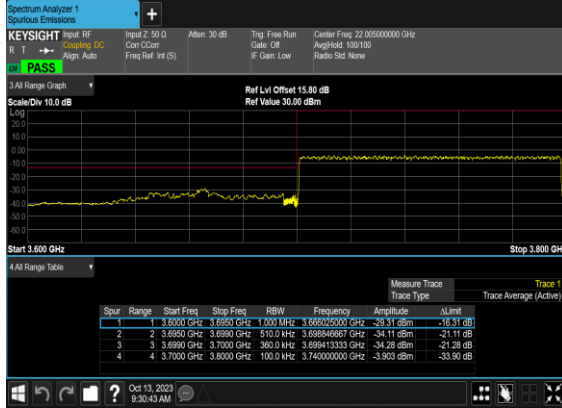 Spectrum Analyzer 1
Spurious Emissions
KEYSIGHT
R T
LXI PASS
Input: RF
Coupling: DC
Align: Auto
Input Z: 50 Ω
Corr CCorr
Freq Ref: Int (S)
Atten: 30 dB
Trig: Free Run
Gate: Off
IF Gain: Low
Center Freq: 22.005000000 GHz
Avg|Hold: 100/100
Radio Std: None
3 All Range Graph
Scale/Div 10.0 dB
Ref Lvl Offset 15.80 dB
Ref Value 30.00 dBm
Log
20.0
10.0
0.00
-10.0
-20.0
-30.0
-40.0
-50.0
-60.0
Start 3.600 GHz
Stop 3.800 GH
4 All Range Table
Measure Trace Trace 1
Trace Type Trace Average (Active)
Spur Range Start Freq Stop Freq RBW Frequency Amplitude ΔLimit
1 1 3.6000 GHz 3.6950 GHz 1.000 MHz 3.666025000 GHz -29.31 dBm -16.31 dB
2 2 3.6950 GHz 3.6990 GHz 510.0 kHz 3.698846667 GHz -34.11 dBm -21.11 dB
3 3 3.6990 GHz 3.7000 GHz 360.0 kHz 3.699413333 GHz -34.28 dBm -21.28 dB
4 4 3.7000 GHz 3.8000 GHz 100.0 kHz 3.740000000 GHz -3.903 dBm -33.90 dB
?
Oct 13, 2023
9:30:43 AM